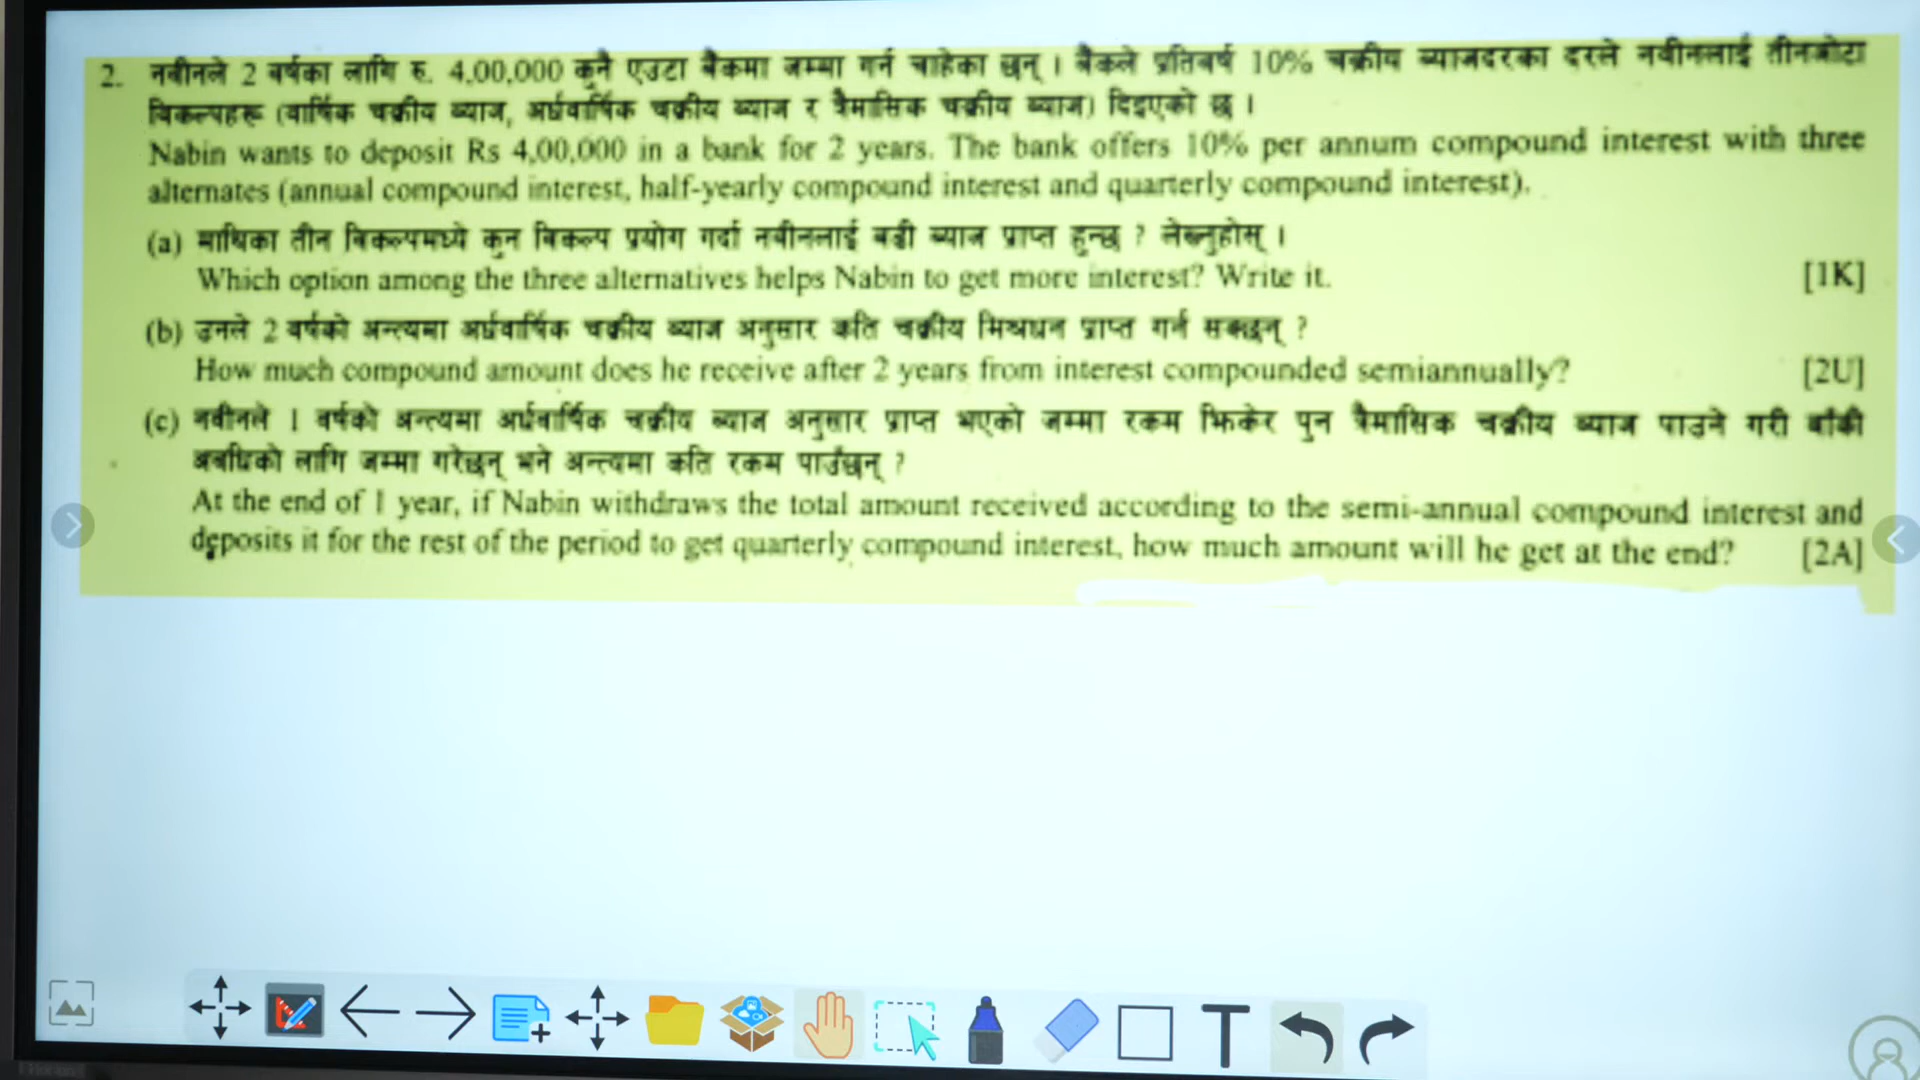 2. नवीनले 2 वर्षका लागि रु. 4,00,000 कुनै एउटा बैंकमा जम्मा गर्न चाहेका छन् । बैंकले प्रतिवर्ष 10% चक्रीय ब्याजदरका दरले नवीनलाई तीनओटा
विकल्पहरू (वार्षिक चक्रीय ब्याज, अर्धवार्षिक चक्रीय ब्याज र त्रैमासिक चक्रीय ब्याज) दिइएको छ ।
Nabin wants to deposit Rs 4,00,000 in a bank for 2 years. The bank offers 10% per annum compound interest with three
alternates (annual compound interest, half-yearly compound interest and quarterly compound interest).
(a) माथिका तीन विकल्पमध्ये कुन विकल्प प्रयोग गर्दा नवीनलाई बढी ब्याज प्राप्त हुन्छ ? लेख्नुहोस् ।
Which option among the three alternatives helps Nabin to get more interest? Write it. [1K]
(b) उनले 2 वर्षको अन्त्यमा अर्धवार्षिक चक्रीय ब्याज अनुसार कति चक्रीय मिश्रधन प्राप्त गर्न सक्छन् ?
How much compound amount does he receive after 2 years from interest compounded semiannually? [2U]
(c) नवीनले 1 वर्षको अन्त्यमा अर्धवार्षिक चक्रीय ब्याज अनुसार प्राप्त भएको जम्मा रकम झिकेर पुन त्रैमासिक चक्रीय ब्याज पाउने गरी बाँकी
अवधिको लागि जम्मा गरेछन् भने अन्त्यमा कति रकम पाउँछन् ?
At the end of 1 year, if Nabin withdraws the total amount received according to the semi-annual compound interest and
deposits it for the rest of the period to get quarterly compound interest, how much amount will he get at the end? [2A]
T